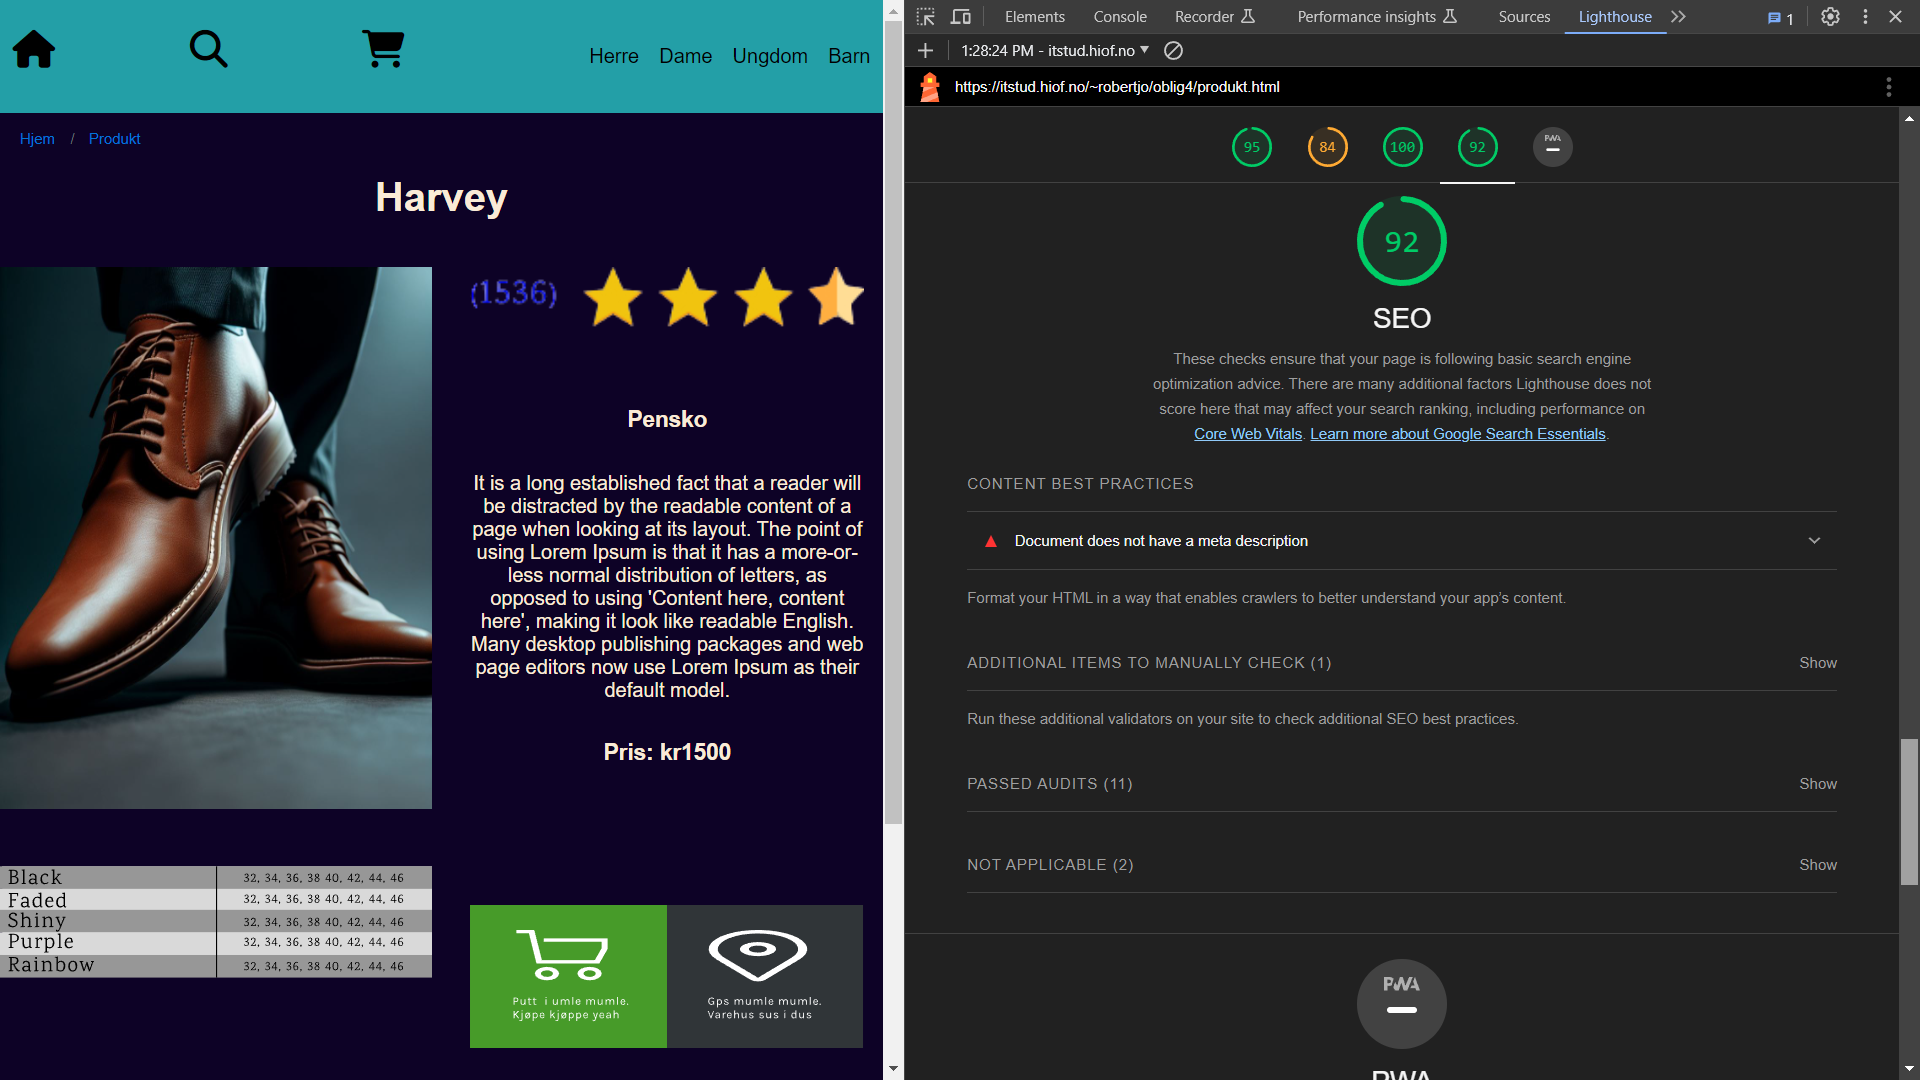 Herre Dame Ungdom Barn
Hjem / Produkt
Harvey
(1536)
Pensko
It is a long established fact that a reader will
be distracted by the readable content of a
page when looking at its layout. The point of
using Lorem Ipsum is that it has a more-or-
less normal distribution of letters, as
opposed to using 'Content here, content
here', making it look like readable English.
Many desktop publishing packages and web
page editors now use Lorem Ipsum as their
default model.
Pris: kr1500
Black 32, 34, 36, 38 40, 42, 44, 46
Faded 32, 34, 36, 38 40, 42, 44, 46
Shiny 32, 34, 36, 38 40, 42, 44, 46
Purple 32, 34, 36, 38 40, 42, 44, 46
Rainbow 32, 34, 36, 38 40, 42, 44, 46
Putt i umle mumle.
Kjøpe kjøppe yeah
Gps mumle mumle.
Varehus sus i dus
Elements Console Recorder Performance insights Sources Lighthouse 1
1:28:24 PM - itstud.hiof.no
https://itstud.hiof.no/~robertjo/oblig4/produkt.html
95 84 100 92 PWA
92
SEO
These checks ensure that your page is following basic search engine
optimization advice. There are many additional factors Lighthouse does not
score here that may affect your search ranking, including performance on
Core Web Vitals. Learn more about Google Search Essentials.
CONTENT BEST PRACTICES
Document does not have a meta description
Format your HTML in a way that enables crawlers to better understand your app’s content.
ADDITIONAL ITEMS TO MANUALLY CHECK (1) Show
Run these additional validators on your site to check additional SEO best practices.
PASSED AUDITS (11) Show
NOT APPLICABLE (2) Show
PWA
PWA